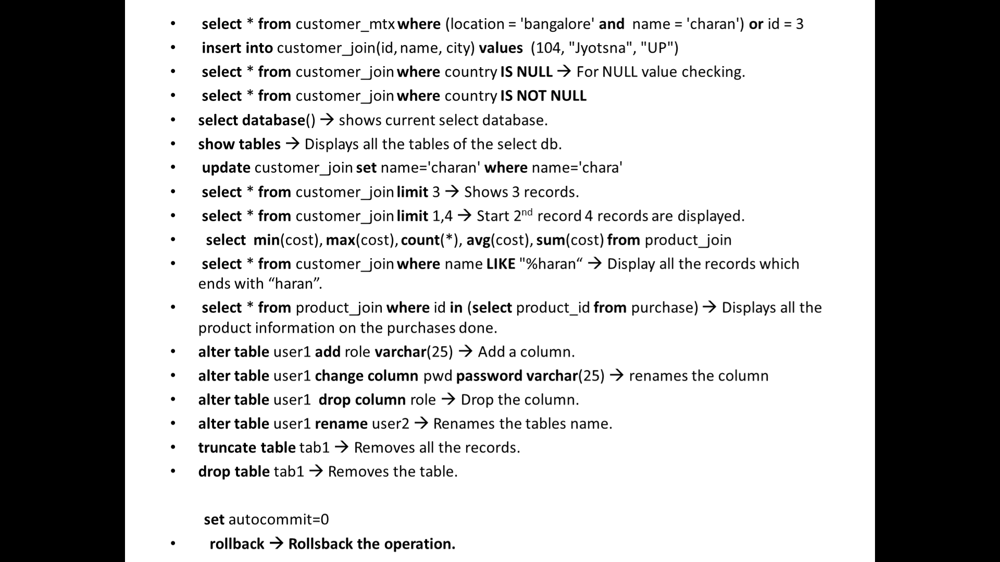 • select * from customer_mtx where (location = 'bangalore' and name = 'charan') or id = 3
• insert into customer_join(id, name, city) values (104, "Jyotsna", "UP")
• select * from customer_join where country IS NULL → For NULL value checking.
• select * from customer_join where country IS NOT NULL
• select database() → shows current select database.
• show tables → Displays all the tables of the select db.
• update customer_join set name='charan' where name='chara'
• select * from customer_join limit 3 → Shows 3 records.
• select * from customer_join limit 1,4 → Start 2nd record 4 records are displayed.
• select min(cost), max(cost), count(*), avg(cost), sum(cost) from product_join
• select * from customer_join where name LIKE "%haran“ → Display all the records which
ends with “haran”.
• select * from product_join where id in (select product_id from purchase) → Displays all the
product information on the purchases done.
• alter table user1 add role varchar(25) → Add a column.
• alter table user1 change column pwd password varchar(25) → renames the column
• alter table user1 drop column role → Drop the column.
• alter table user1 rename user2 → Renames the tables name.
• truncate table tab1 → Removes all the records.
• drop table tab1 → Removes the table.
set autocommit=0
• rollback → Rollsback the operation.